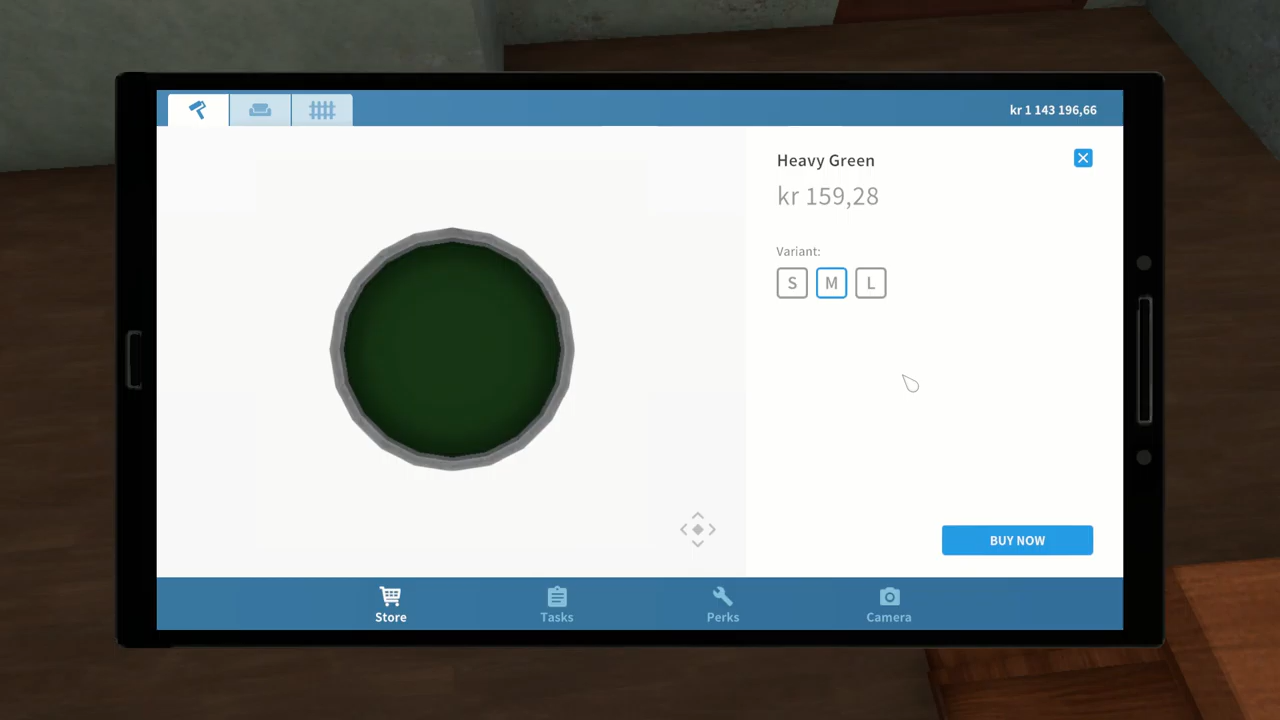 kr 1 143 196,66
Heavy Green
kr 159,28
Variant:
S M L
BUY NOW
Store Tasks Perks Camera